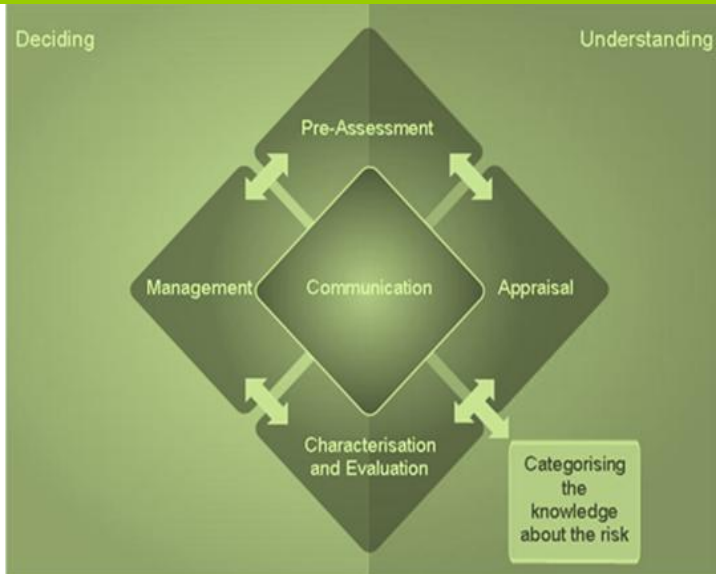 Deciding
Understanding
Pre-Assessment
Management
Communication
Appraisal
Characterisation
and Evaluation
Categorising
the
knowledge
about the risk